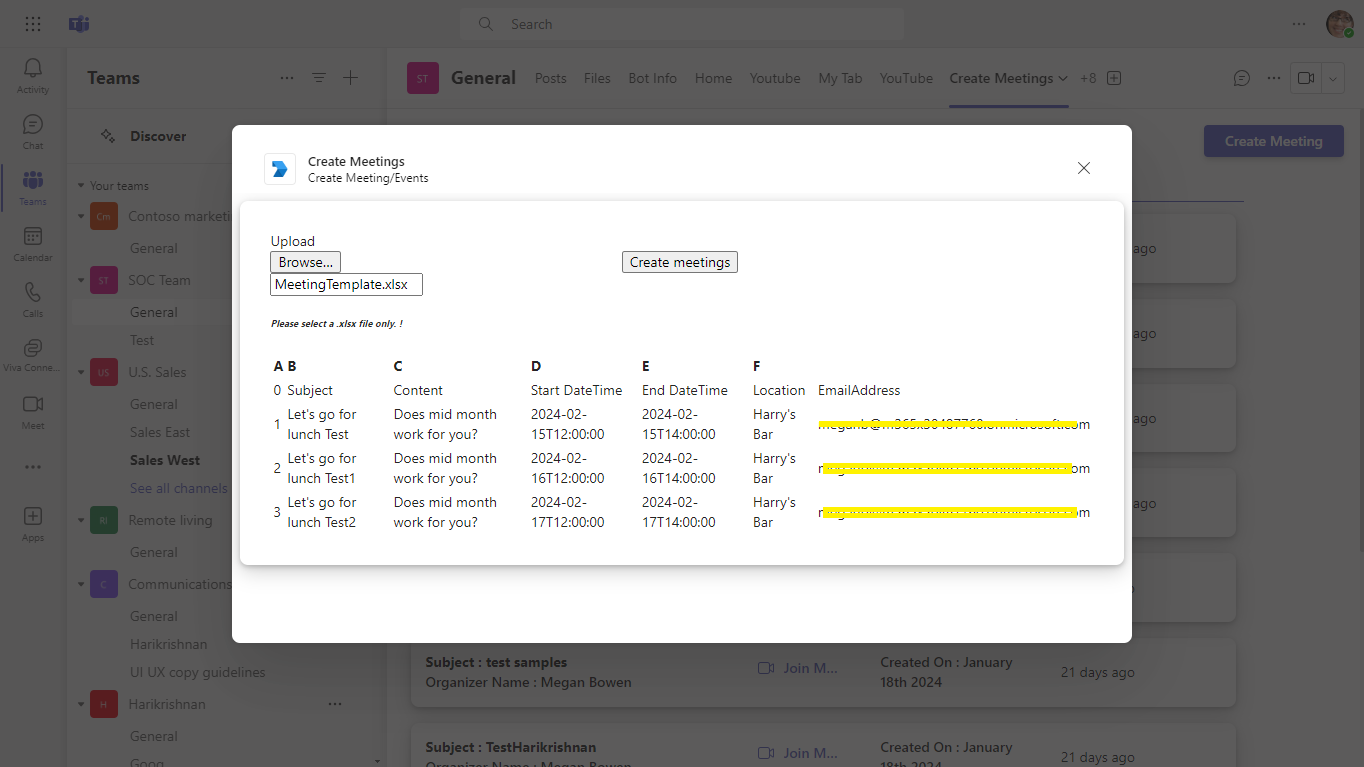 Search
Activity
Chat
Teams
Calendar
Calls
Viva Conne...
Meet
Apps
Teams
Discover
Your teams
Cm Contoso marketi
General
ST SOC Team
General
Test
US U.S. Sales
General
Sales East
Sales West
See all channels
Rl Remote living
General
C Communications
General
Harikrishnan
UI UX copy guidelines
H Harikrishnan
General
Goog
ST General Posts Files Bot Info Home Youtube My Tab YouTube Create Meetings +8
Create Meeting
Create Meetings
Create Meeting/Events
Upload
Browse...
MeetingTemplate.xlsx
Create meetings
Please select a .xlsx file only. !
A B C D E F
0 Subject Content Start DateTime End DateTime Location EmailAddress
1 Let's go for lunch Test Does mid month work for you? 2024-02-15T12:00:00 2024-02-15T14:00:00 Harry's Bar
2 Let's go for lunch Test1 Does mid month work for you? 2024-02-16T12:00:00 2024-02-16T14:00:00 Harry's Bar
3 Let's go for lunch Test2 Does mid month work for you? 2024-02-17T12:00:00 2024-02-17T14:00:00 Harry's Bar
ago
ago
ago
ago
Subject : test samples
Organizer Name : Megan Bowen
Join M...
Created On : January
18th 2024
21 days ago
Subject : TestHarikrishnan
Organizer Name : Megan Bowen
Join M...
Created On : January
18th 2024
21 days ago